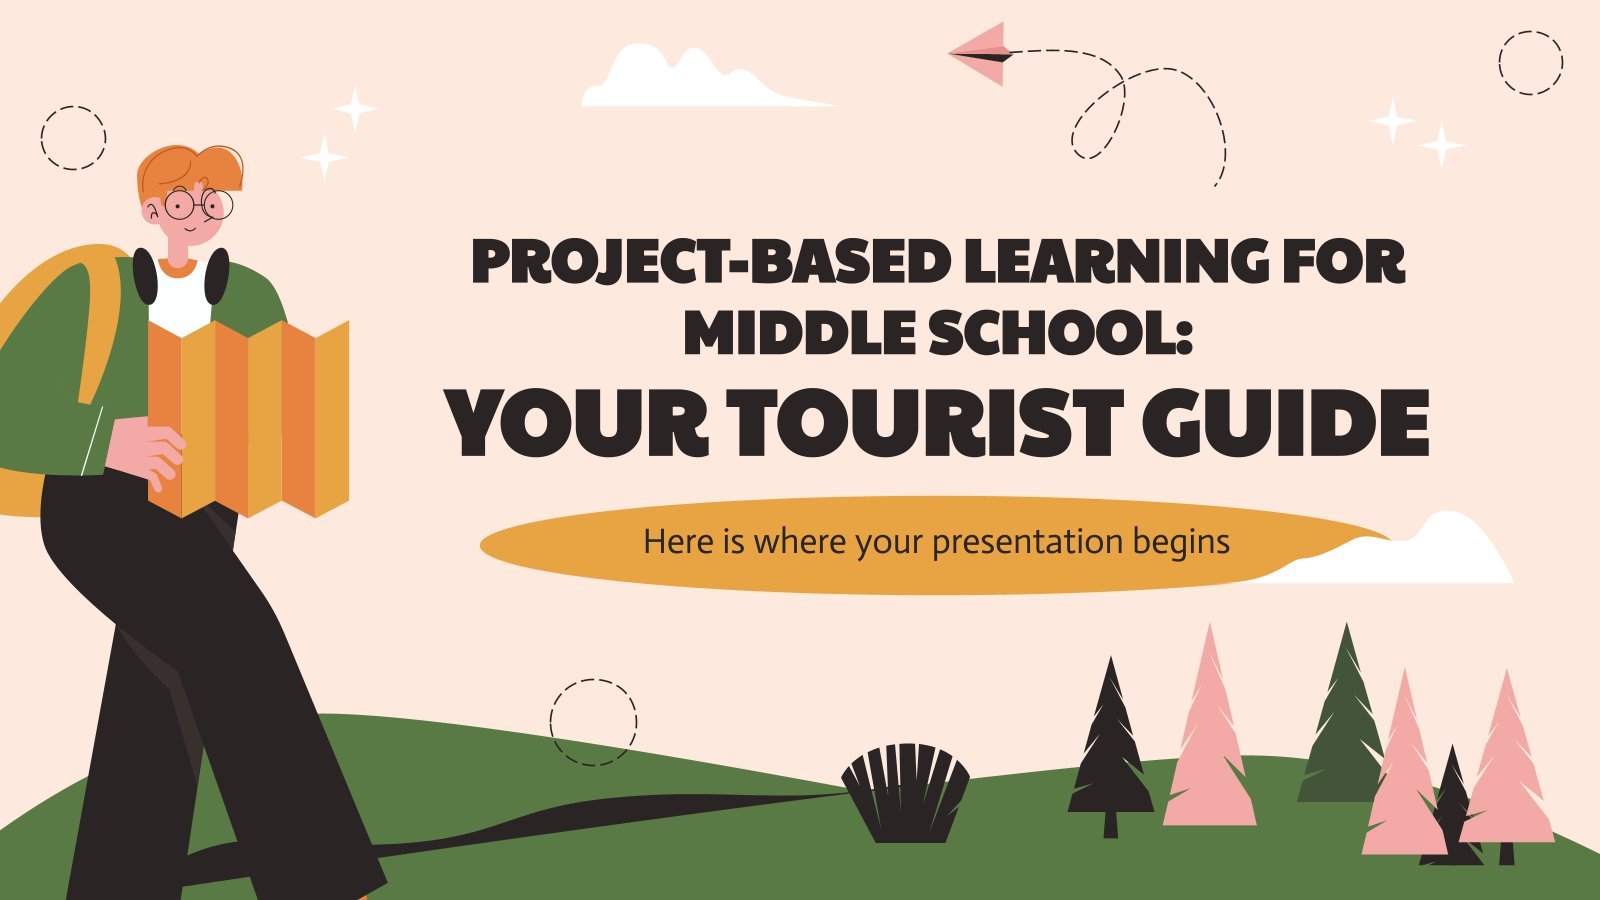 PROJECT-BASED LEARNING FOR
MIDDLE SCHOOL:
YOUR TOURIST GUIDE
Here is where your presentation begins